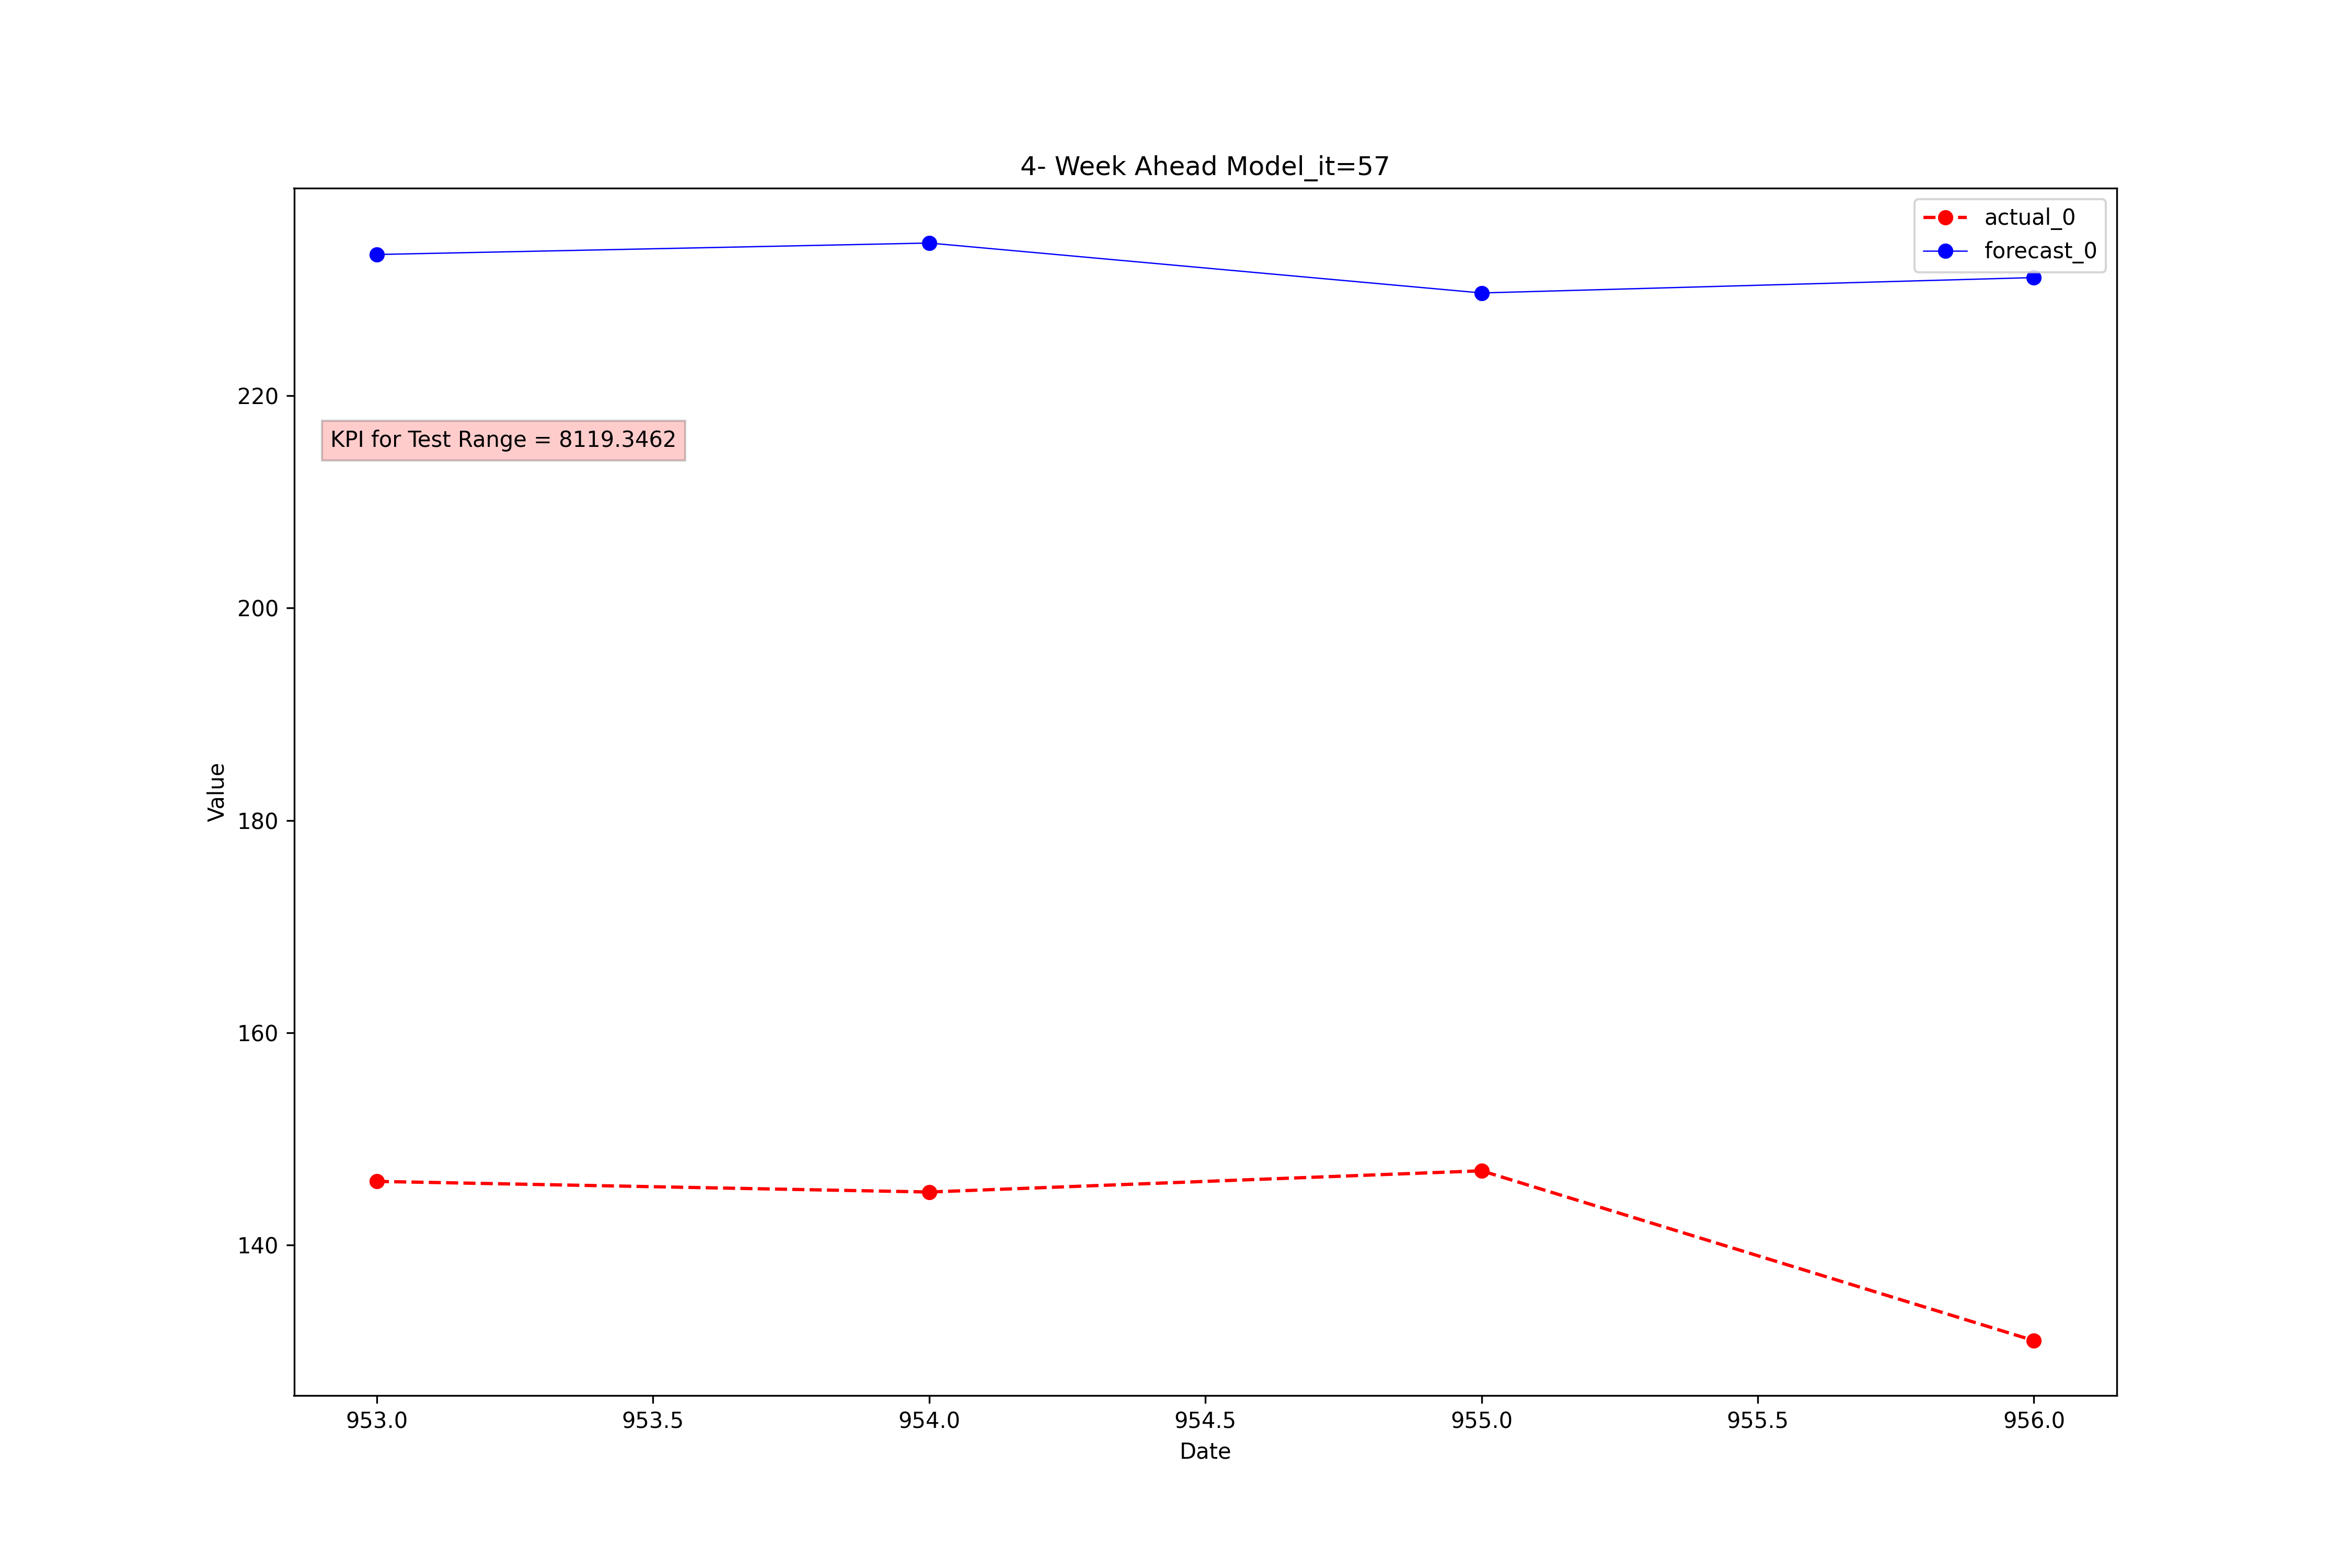 4- Week Ahead Model_it=57
actual_0
forecast_0
KPI for Test Range = 8119.3462
220
200
180
160
140
Value
953.0 953.5 954.0 954.5 955.0 955.5 956.0
Date